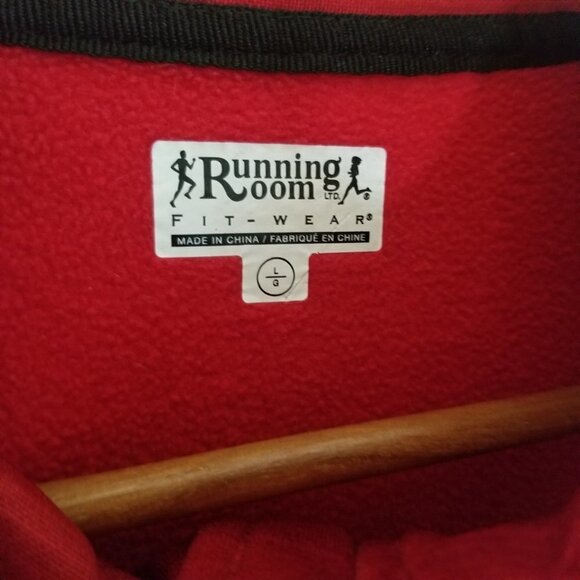 Running
Room LTD.®
FIT-WEAR®
MADE IN CHINA / FABRIQUÉ EN CHINE
L
G